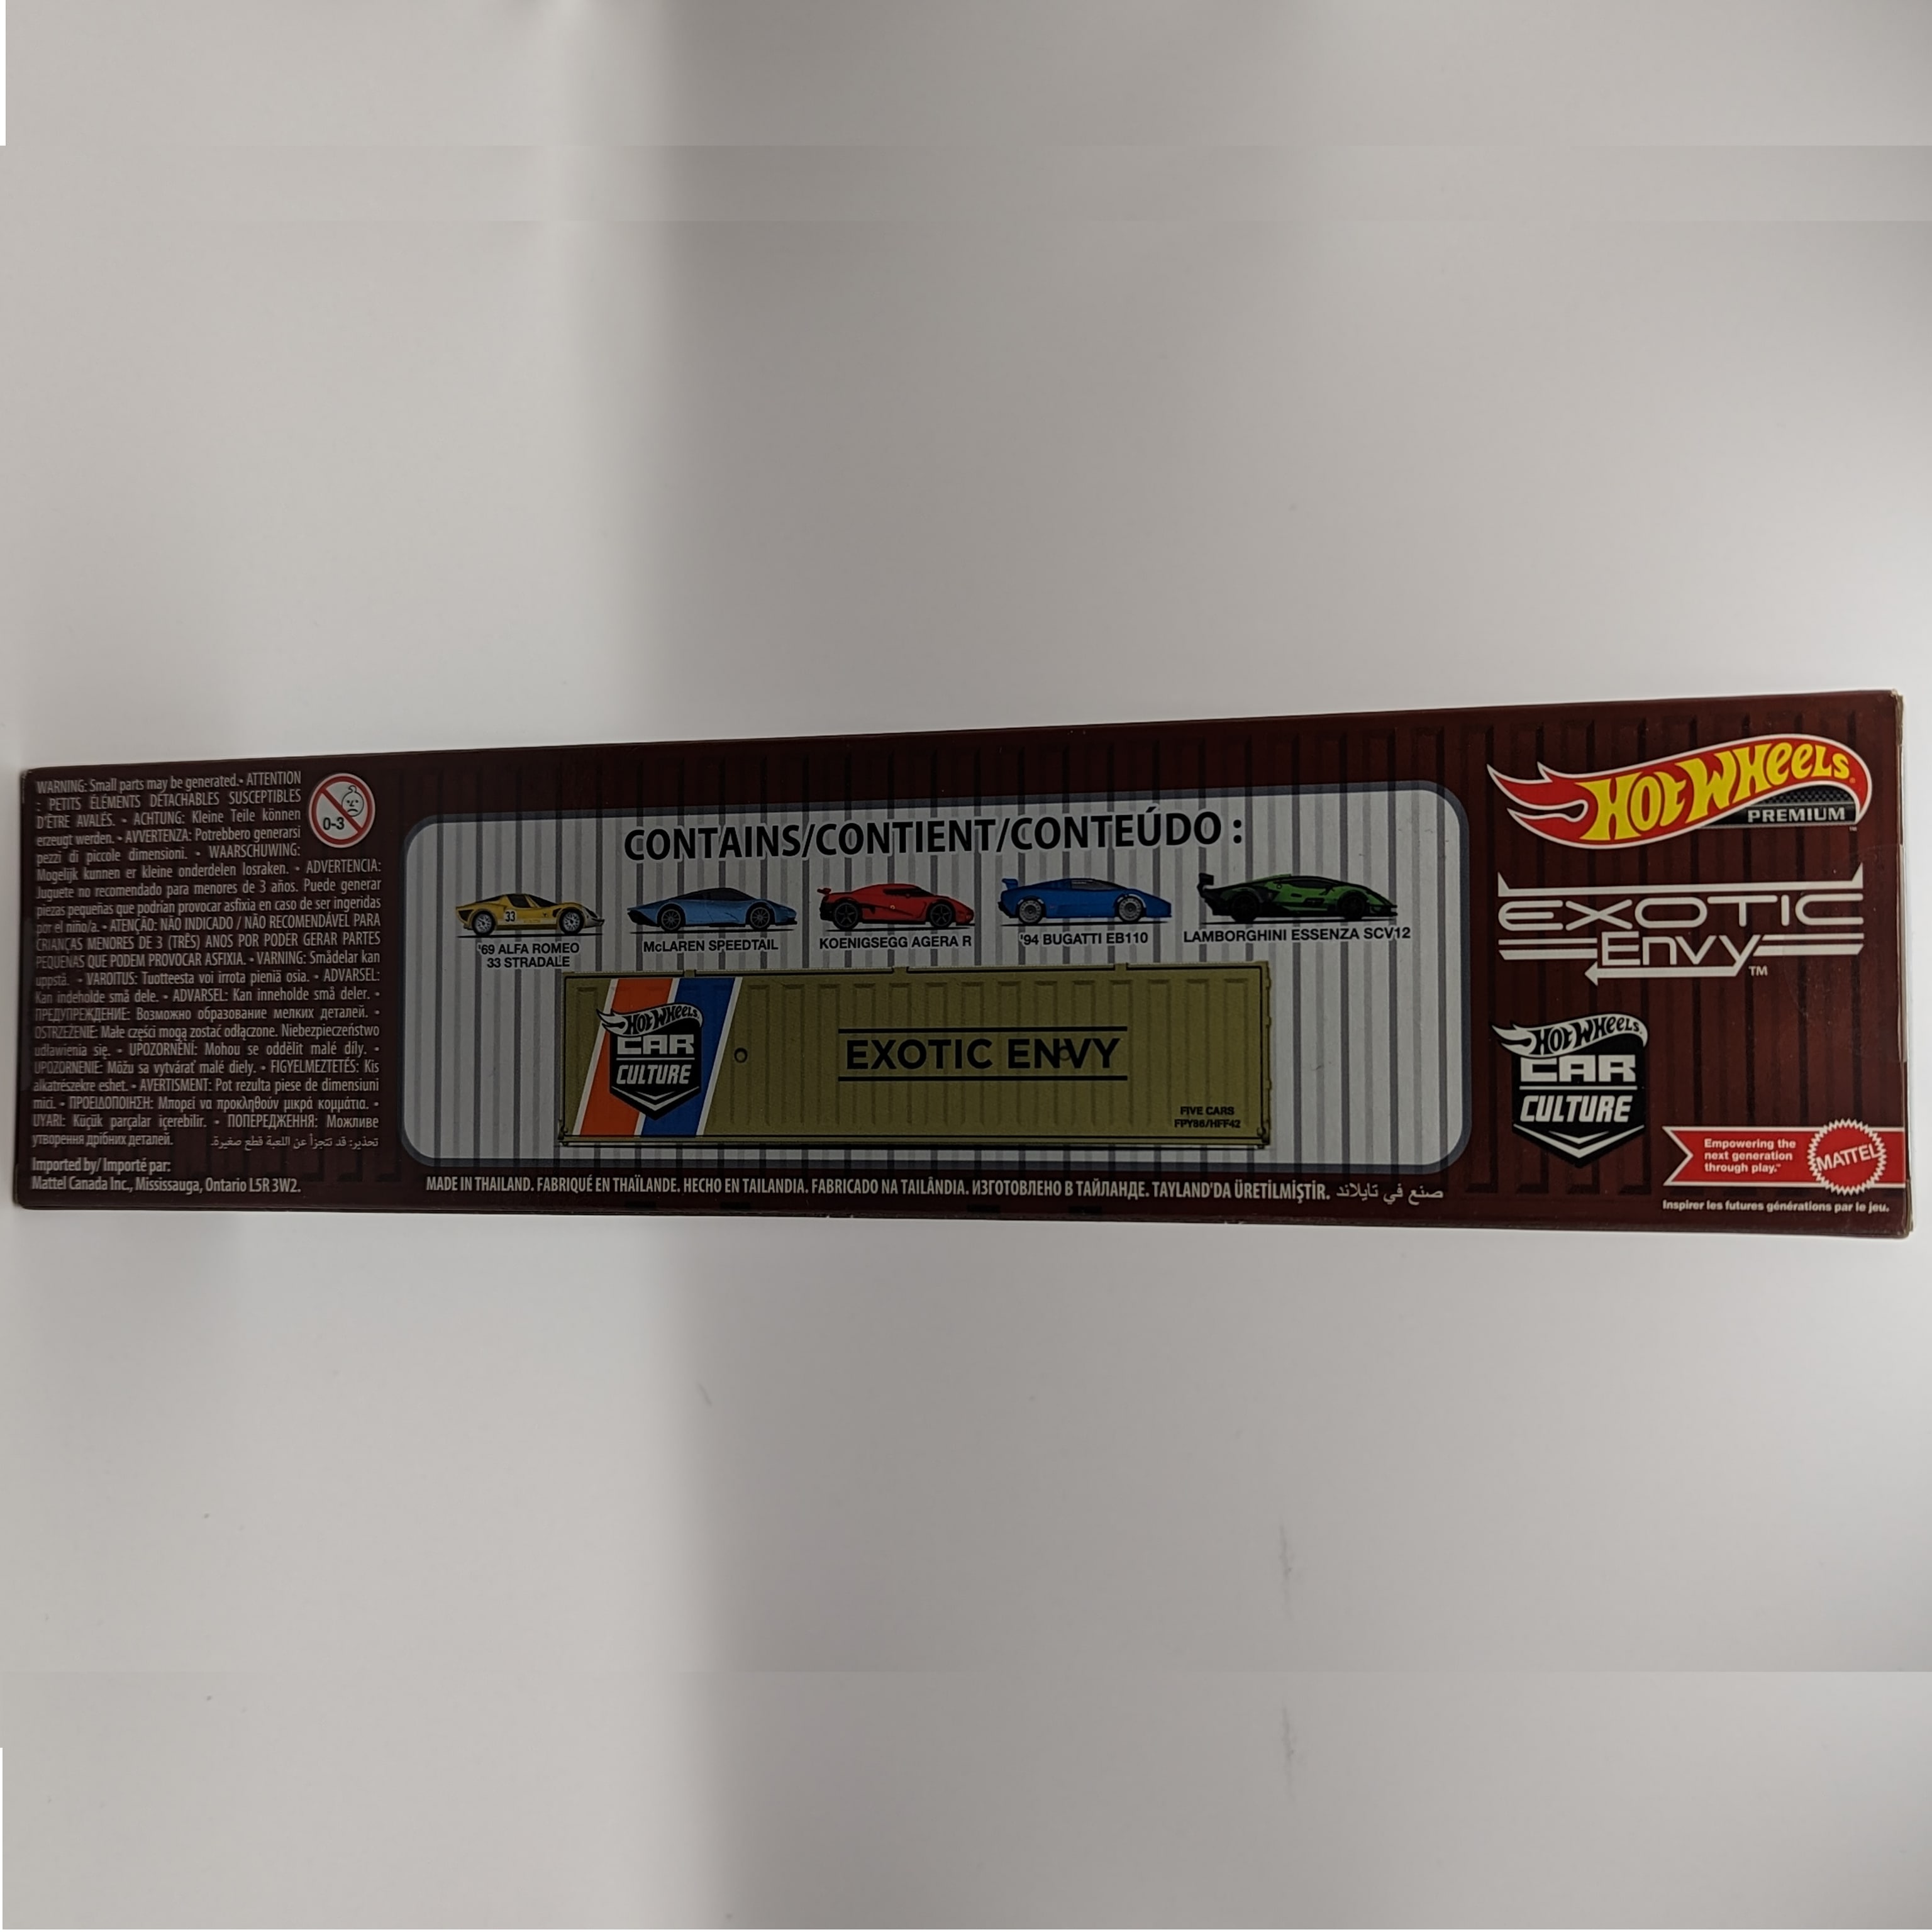 WARNING: Small parts may be generated.• ATTENTION
: PETITS ÉLÉMENTS DÉTACHABLES SUSCEPTIBLES
D'ÊTRE AVALÉS. • ACHTUNG: Kleine Teile können
erzeugt werden. • AVVERTENZA: Potrebbero generarsi
pezzi di piccole dimensioni. • WAARSCHUWING:
Mogelijk kunnen er kleine onderdelen losraken. • ADVERTENCIA:
Juguete no recomendado para menores de 3 años. Puede generar
piezas pequeñas que podrían provocar asfixia en caso de ser ingeridas
por el niño/a. • ATENÇÃO: NÃO INDICADO / NÃO RECOMENDÁVEL PARA
CRIANÇAS MENORES DE 3 (TRÊS) ANOS POR PODER GERAR PARTES
PEQUENAS QUE PODEM PROVOCAR ASFIXIA. • VARNING: Smådelar kan
uppstå. • VAROITUS: Tuotteesta voi irrota pieniä osia. • ADVARSEL:
Kan indeholde små dele. • ADVARSEL: Kan inneholde små deler. •
ПРЕДУПРЕЖДЕНИЕ: Возможно образование мелких деталей. •
OSTRZEŻENIE: Małe części mogą zostać odłączone. Niebezpieczeństwo
udławienia się. • UPOZORNĚNÍ: Mohou se oddělit malé díly. •
UPOZORNENIE: Môžu sa vytvárať malé diely. • FIGYELMEZTETÉS: Kis
alkatrészekre eshet. • AVERTISMENT: Pot rezulta piese de dimensiuni
mici. • ΠΡΟΕΙΔΟΠΟΙΗΣΗ: Μπορεί να προκληθούν μικρά κομμάτια. •
UYARI: Küçük parçalar içerebilir. • ПОПЕРЕДЖЕННЯ: Можливе
утворення дрібних деталей. تحذير: قد تتجزأ عن اللعبة قطع صغيرة.
Imported by/ Importé par:
Mattel Canada Inc., Mississauga, Ontario L5R 3W2.
0-3
CONTAINS/CONTIENT/CONTEÚDO :
33
'69 ALFA ROMEO
33 STRADALE
McLAREN SPEEDTAIL
KOENIGSEGG AGERA R
'94 BUGATTI EB110
LAMBORGHINI ESSENZA SCV12
HOT WHEELS
CAR
CULTURE
EXOTIC ENVY
FIVE CARS
FPY86/HFF42
MADE IN THAILAND. FABRIQUÉ EN THAÏLANDE. HECHO EN TAILANDIA. FABRICADO NA TAILÂNDIA. ИЗГОТОВЛЕНО В ТАЙЛАНДЕ. TAYLAND'DA ÜRETİLMİŞTİR. صنع في تايلاند
HOT WHEELS®
PREMIUM™
EXOTIC
ENVY™
HOT WHEELS
CAR
CULTURE
Empowering the
next generation
through play.™
MATTEL
Inspirer les futures générations par le jeu.